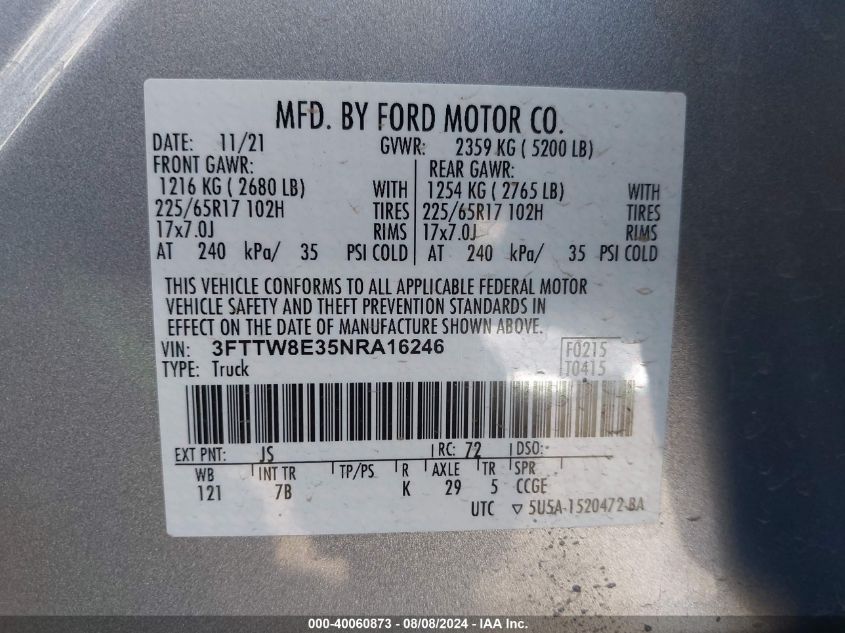 MFD. BY FORD MOTOR CO.
DATE: 11/21 GVWR: 2359 KG ( 5200 LB)
FRONT GAWR: REAR GAWR:
1216 KG ( 2680 LB) WITH 1254 KG ( 2765 LB) WITH
225/65R17 102H TIRES 225/65R17 102H TIRES
17x7.0J RIMS 17x7.0J RIMS
AT 240 kPa/ 35 PSI COLD AT 240 kPa/ 35 PSI COLD
THIS VEHICLE CONFORMS TO ALL APPLICABLE FEDERAL MOTOR
VEHICLE SAFETY AND THEFT PREVENTION STANDARDS IN
EFFECT ON THE DATE OF MANUFACTURE SHOWN ABOVE.
VIN: 3FTTW8E35NRA16246 F0215
TYPE: Truck T0415
EXT PNT: JS RC: 72 DSO:
WB INT TR TP/PS R AXLE TR SPR
121 7B K 29 5 CCGE
UTC ▽ 5U5A-1520472-BA
000-40060873 - 08/08/2024 - IAA Inc.